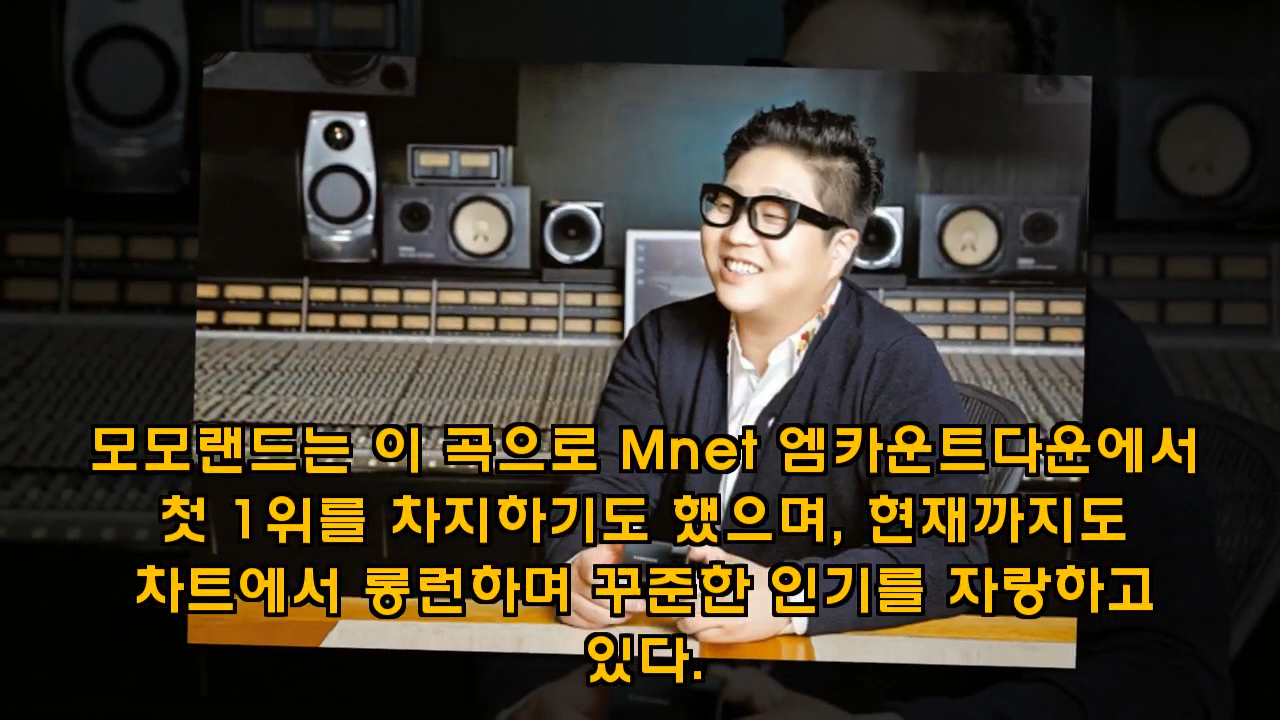 모모랜드는 이 곡으로 Mnet 엠카운트다운에서
첫 1위를 차지하기도 했으며, 현재까지도
차트에서 롱런하며 꾸준한 인기를 자랑하고
있다.